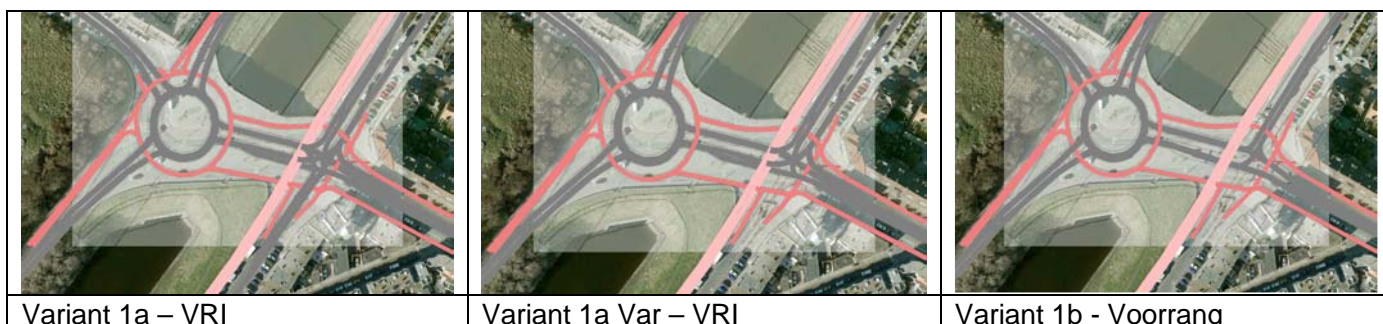 Variant 1a – VRI
Variant 1a Var – VRI
Variant 1b - Voorrang